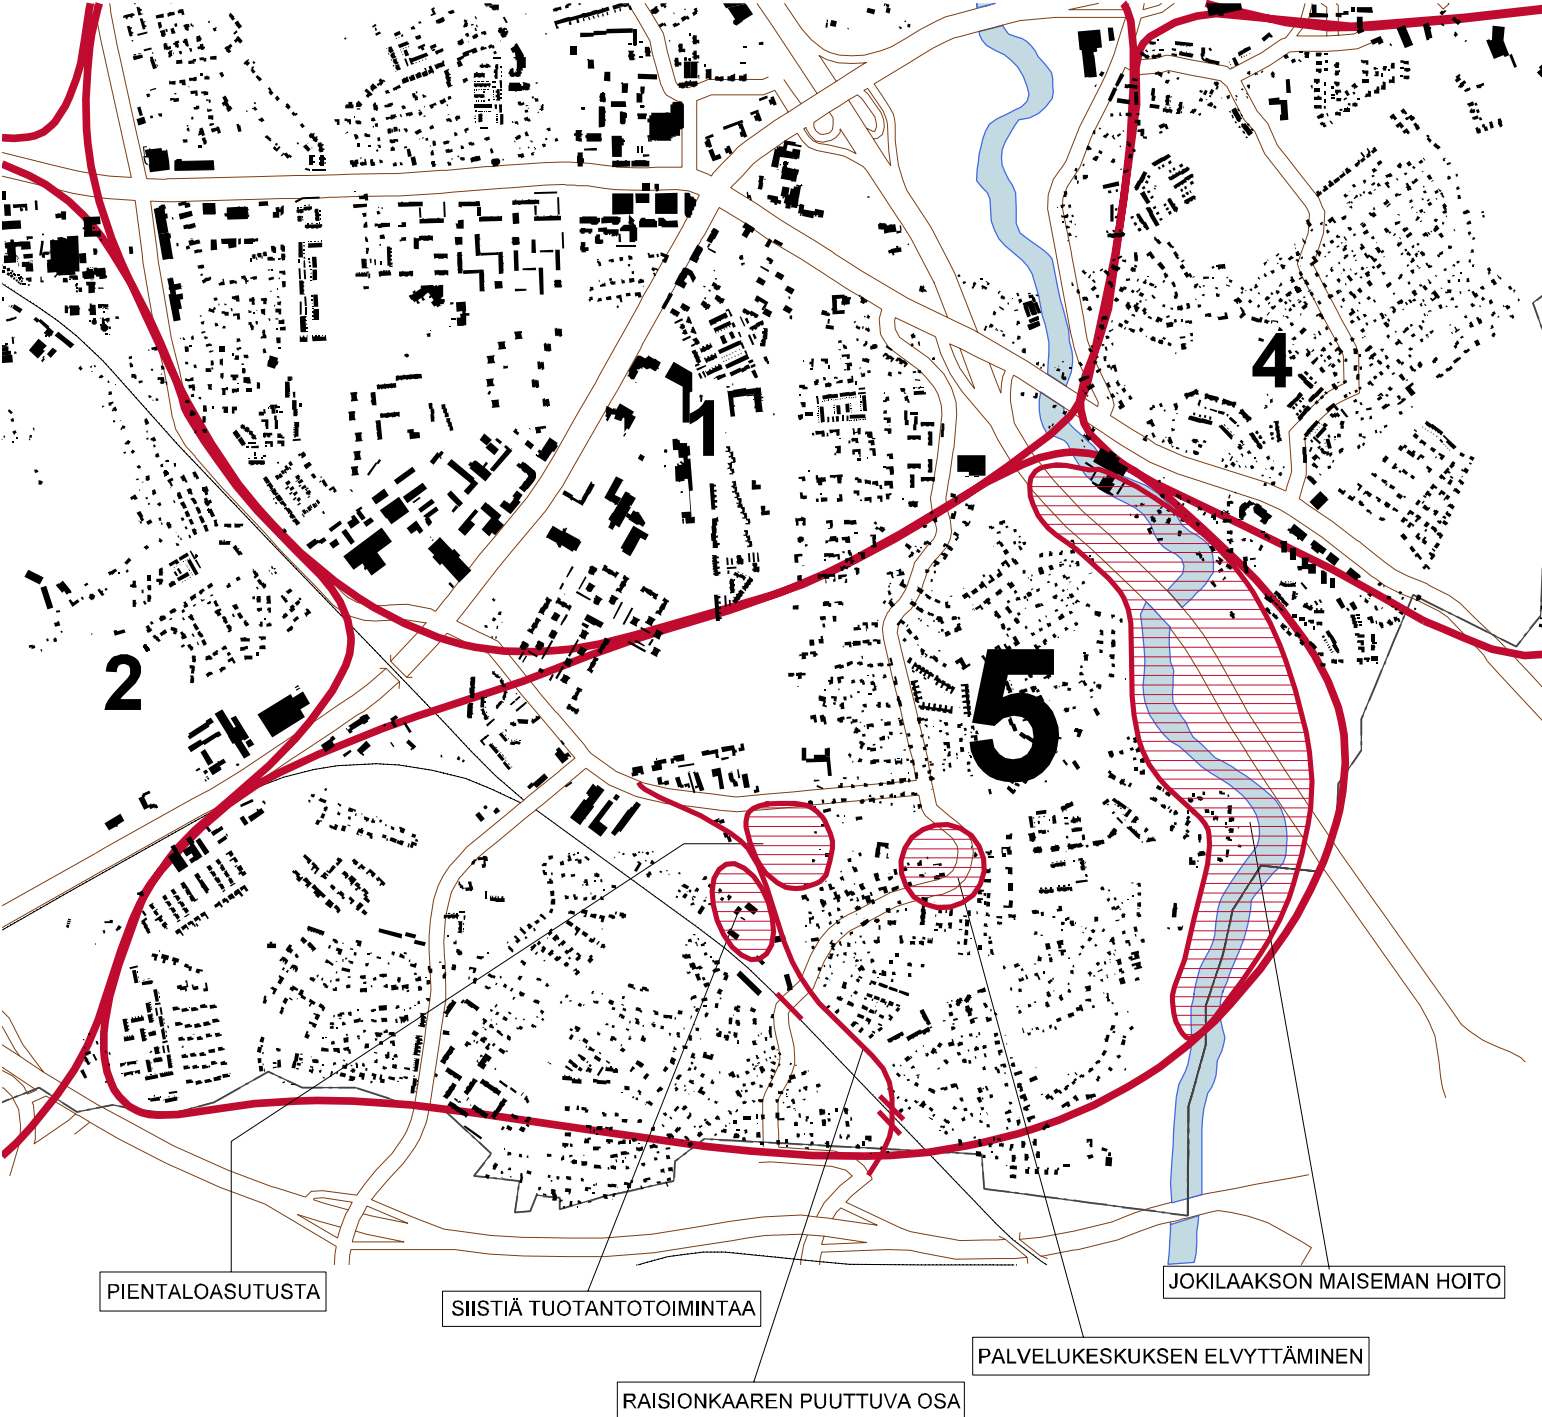 4
1
2
5
PIENTALOASUTUSTA
SIISTIÄ TUOTANTOTOIMINTAA
JOKILAAKSON MAISEMAN HOITO
PALVELUKESKUKSEN ELVYTTÄMINEN
RAISIONKAAREN PUUTTUVA OSA